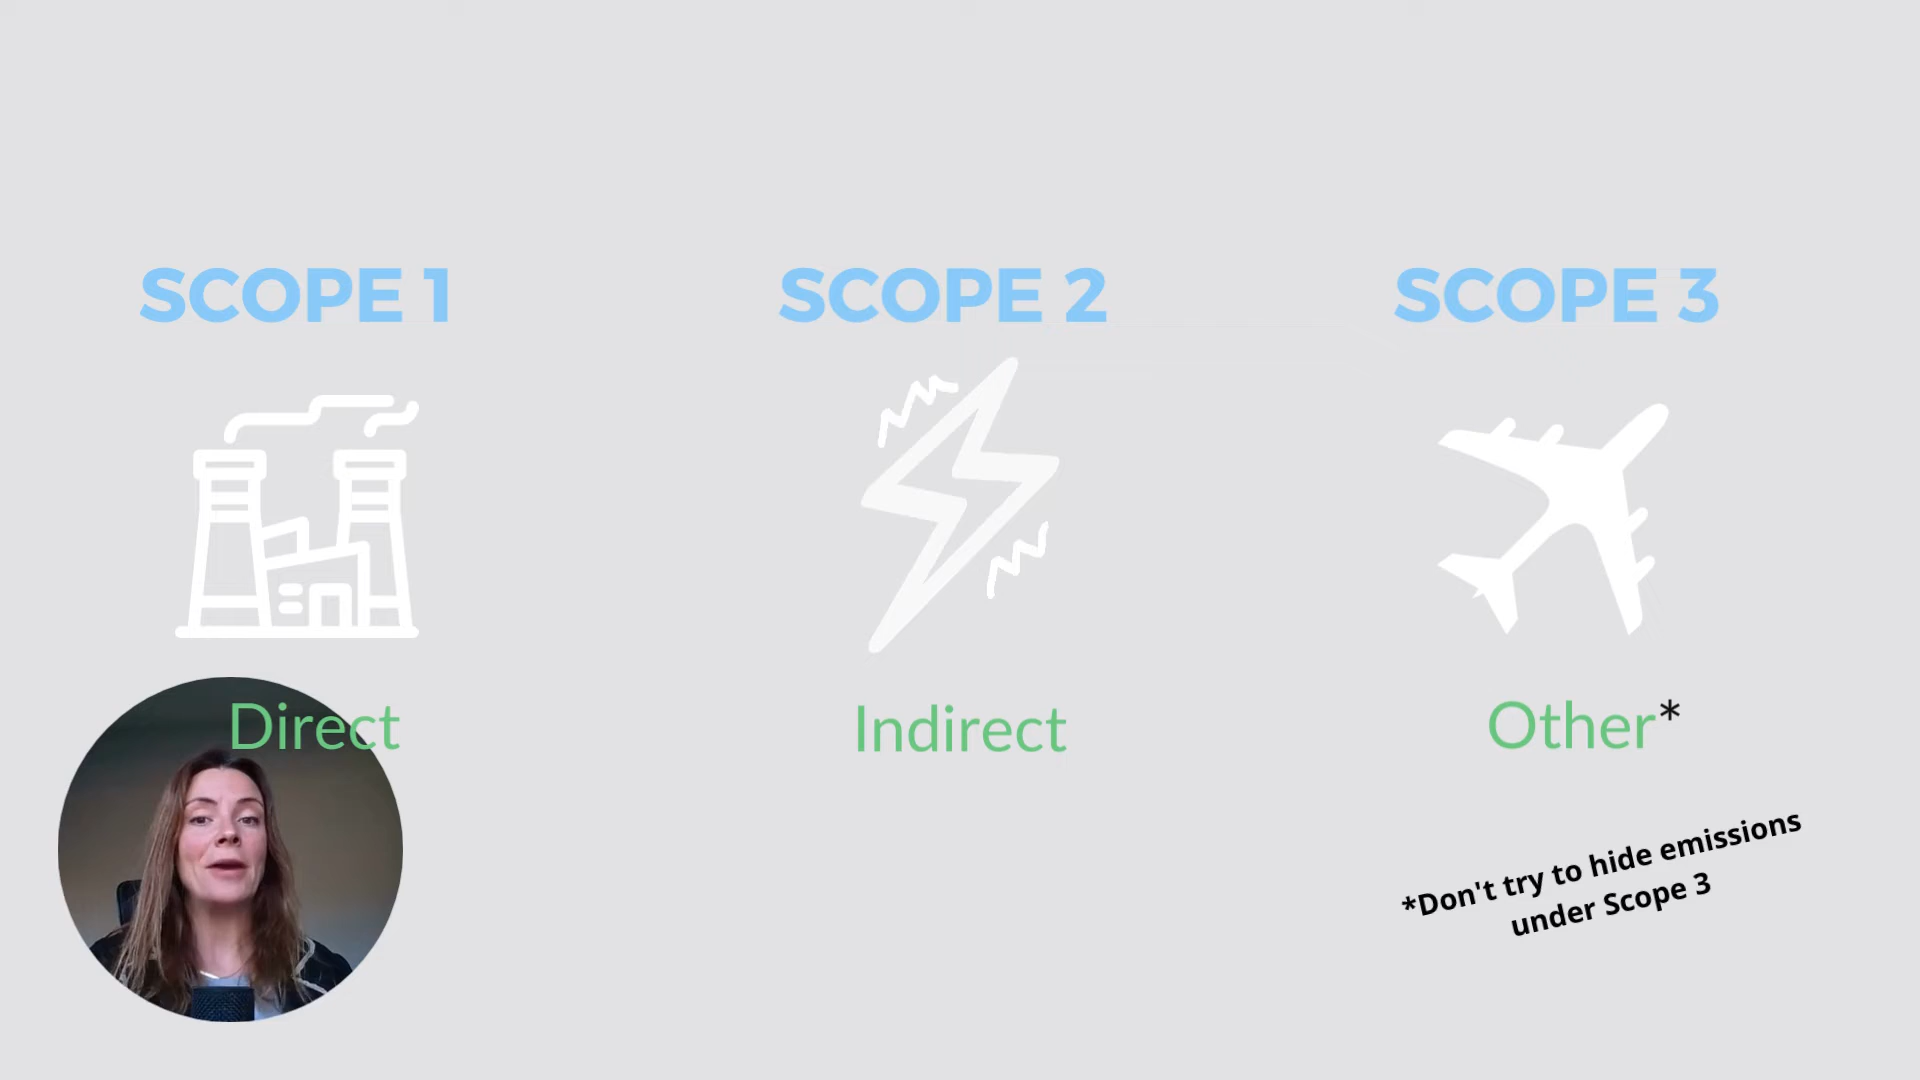 SCOPE 1
SCOPE 2
SCOPE 3
Direct
Indirect
Other*
*Don't try to hide emissions
under Scope 3